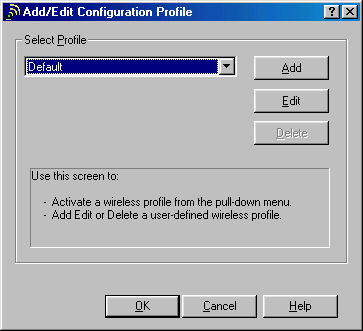 Add/Edit Configuration Profile
Select Profile
Default
Add
Edit
Delete
Use this screen to:
- Activate a wireless profile from the pull-down menu.
- Add Edit or Delete a user-defined wireless profile.
OK
Cancel
Help